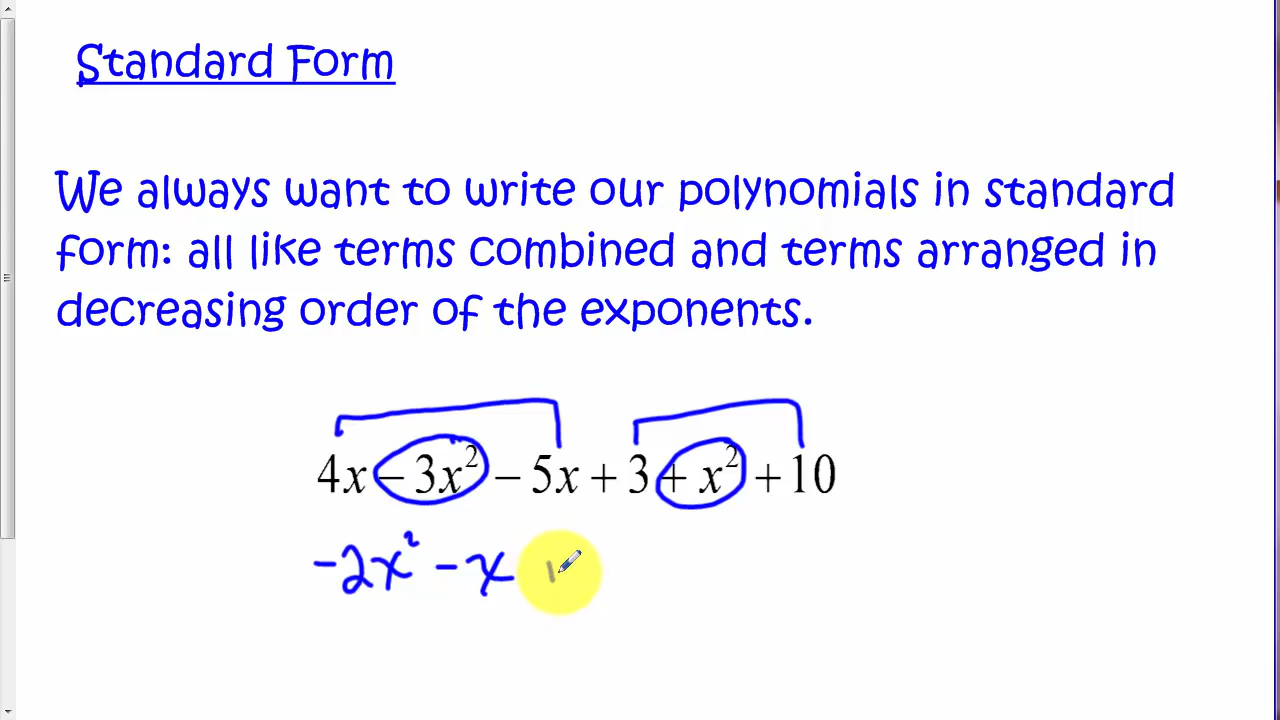 Standard Form
We always want to write our polynomials in standard
form: all like terms combined and terms arranged in
decreasing order of the exponents.
4x − 3x² − 5x + 3 + x² + 10
-2x² - x